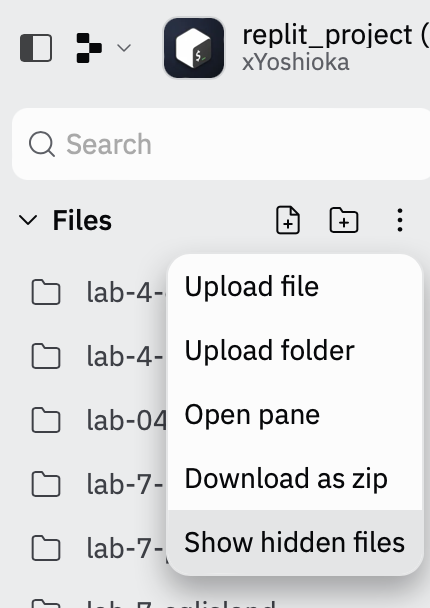 replit_project (
xYoshioka
Search
Files
lab-4-
Upload file
lab-4-
Upload folder
lab-04
Open pane
lab-7-
Download as zip
lab-7-
Show hidden files